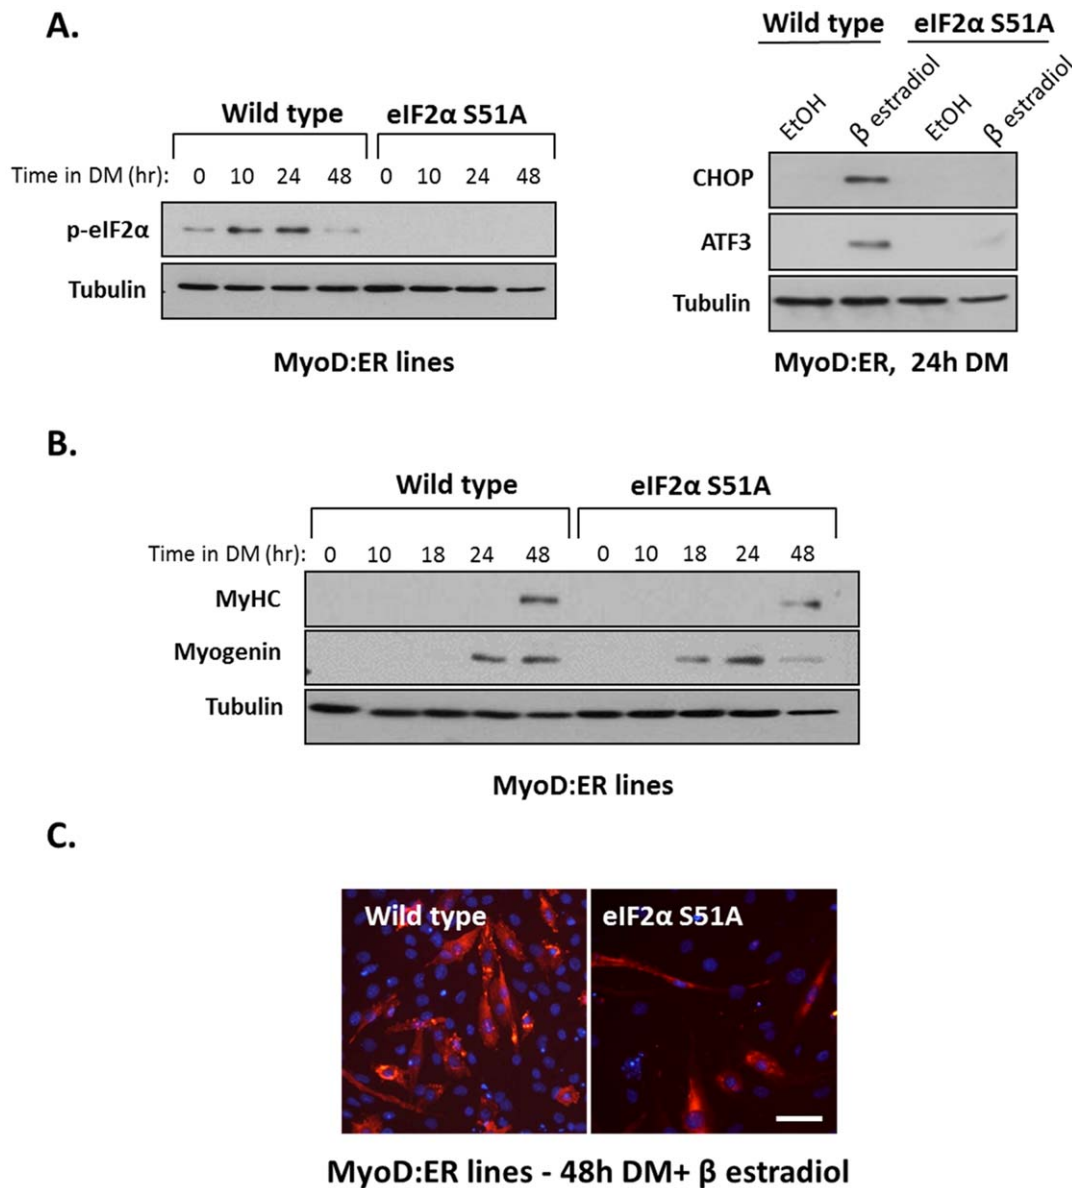 A.
Wild type eIF2α S51A
Time in DM (hr): 0 10 24 48 0 10 24 48
p-eIF2α
Tubulin
MyoD:ER lines
Wild type eIF2α S51A
EtOH β estradiol EtOH β estradiol
CHOP
ATF3
Tubulin
MyoD:ER, 24h DM
B.
Wild type eIF2α S51A
Time in DM (hr): 0 10 18 24 48 0 10 18 24 48
MyHC
Myogenin
Tubulin
MyoD:ER lines
C.
Wild type eIF2α S51A
MyoD:ER lines - 48h DM+ β estradiol